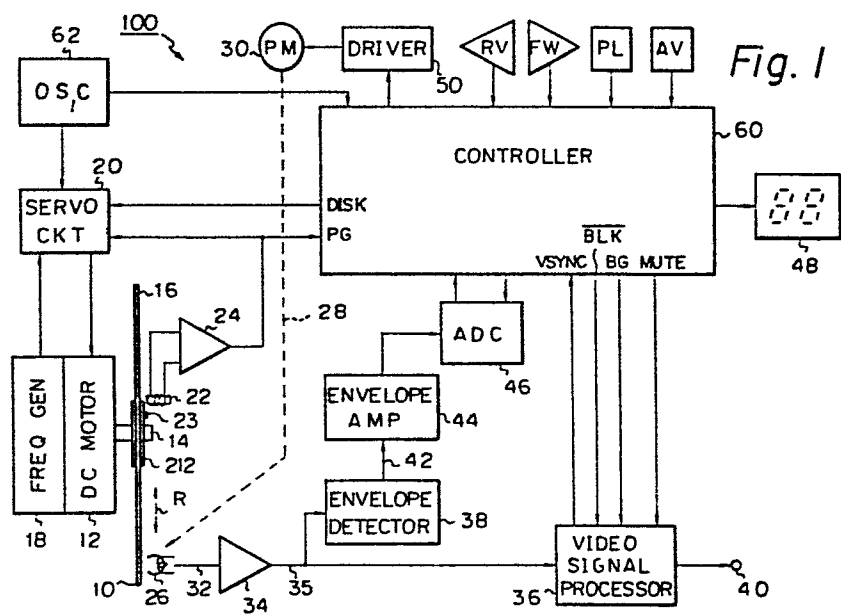 100
62
30
PM
DRIVER
50
RV
FW
PL
AV
Fig. 1
OSC
60
CONTROLLER
20
SERVO
CKT
DISK
PG
88
48
BLK
VSYNC
BG
MUTE
16
24
28
ADC
46
22
23
14
212
ENVELOPE
AMP
44
42
FREQ GEN
DC MOTOR
R
ENVELOPE
DETECTOR
38
18
12
10
26
32
34
35
VIDEO
SIGNAL
PROCESSOR
36
40